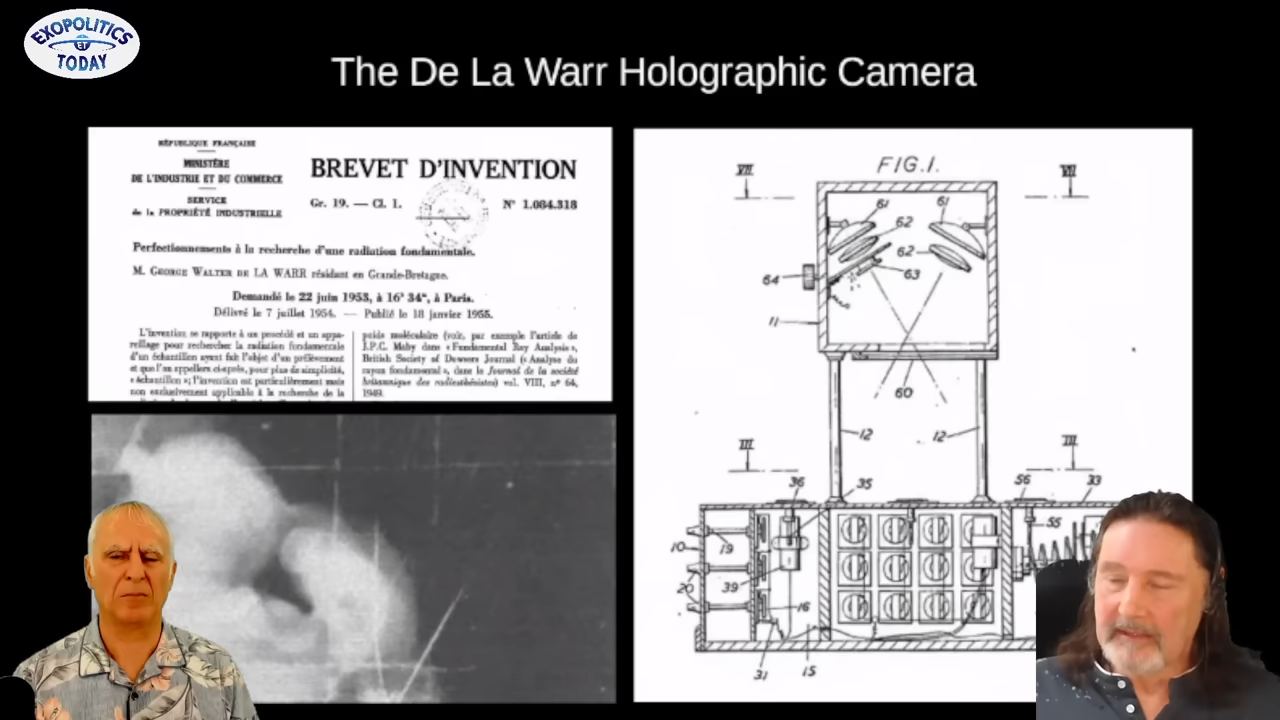 EXOPOLITICS
ET
TODAY
The De La Warr Holographic Camera
RÉPUBLIQUE FRANÇAISE
MINISTÈRE
DE L'INDUSTRIE ET DU COMMERCE
SERVICE
de la PROPRIÉTÉ INDUSTRIELLE
BREVET D'INVENTION
Gr. 19. — Cl. 1.
N° 1.084.318
Perfectionnements à la recherche d'une radiation fondamentale.
M. GEORGE WALTER DE LA WARR résidant en Grande-Bretagne.
Demandé le 22 juin 1953, à 16h 34m, à Paris.
Délivré le 7 juillet 1954. — Publié le 18 janvier 1955.
L'invention se rapporte à un procédé et un appa-
reillage pour rechercher la radiation fondamentale
d'un échantillon ayant fait l'objet d'un prélèvement
et que l'on appellera ci-après, pour plus de simplicité,
« échantillon »; l'invention est particulièrement mais
non exclusivement applicable à la recherche de la
poids moléculaire (voir, par exemple l'article de
J.P.C. Maby dans « Fundamental Ray Analysis »,
British Society of Dowsers Journal (« Analyse du
rayon fondamental », dans le Journal de la société
britannique des radiesthésistes) vol. VIII, n° 64,
1949.
FIG.1.
VII
VII
61
61
62
62
63
64
11
60
12
12
III
III
36
35
56
33
55
10
19
39
20
16
31
15